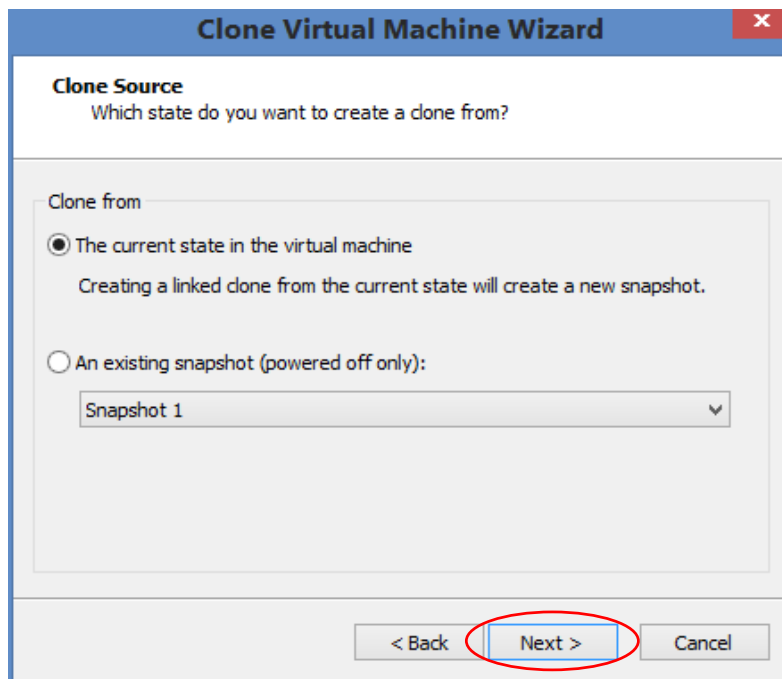 Clone Virtual Machine Wizard
x
Clone Source
Which state do you want to create a clone from?
Clone from
The current state in the virtual machine
Creating a linked clone from the current state will create a new snapshot.
An existing snapshot (powered off only):
Snapshot 1
< Back Next > Cancel